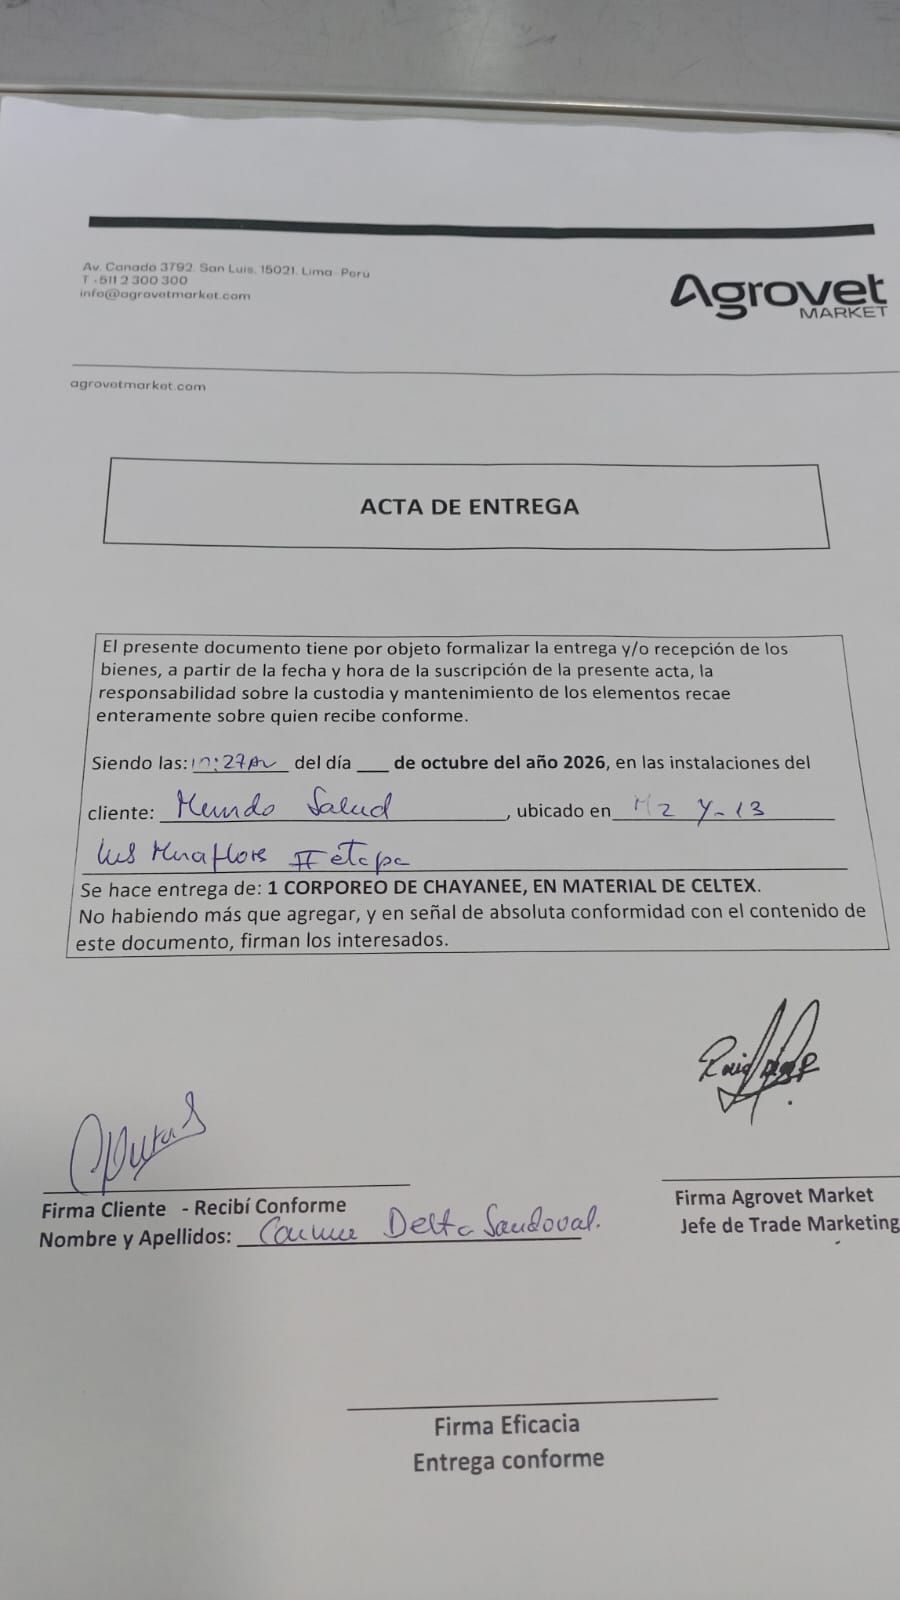 Av. Canadá 3792. San Luis. 15021. Lima-Perú
T +511 2 300 300
info@agrovetmarket.com
Agrovet
MARKET
agrovetmarket.com
ACTA DE ENTREGA
El presente documento tiene por objeto formalizar la entrega y/o recepción de los
bienes, a partir de la fecha y hora de la suscripción de la presente acta, la
responsabilidad sobre la custodia y mantenimiento de los elementos recae
enteramente sobre quien recibe conforme.
Siendo las: 10:27AM del día ___ de octubre del año 2026, en las instalaciones del
cliente: Mundo Salud, ubicado en Mz Y-13
Miraflores II etapa
Se hace entrega de: 1 CORPOREO DE CHAYANEE, EN MATERIAL DE CELTEX.
No habiendo más que agregar, y en señal de absoluta conformidad con el contenido de
este documento, firman los interesados.
Firma Cliente - Recibí Conforme
Nombre y Apellidos: Delta Sandoval.
Firma Agrovet Market
Jefe de Trade Marketing
Firma Eficacia
Entrega conforme